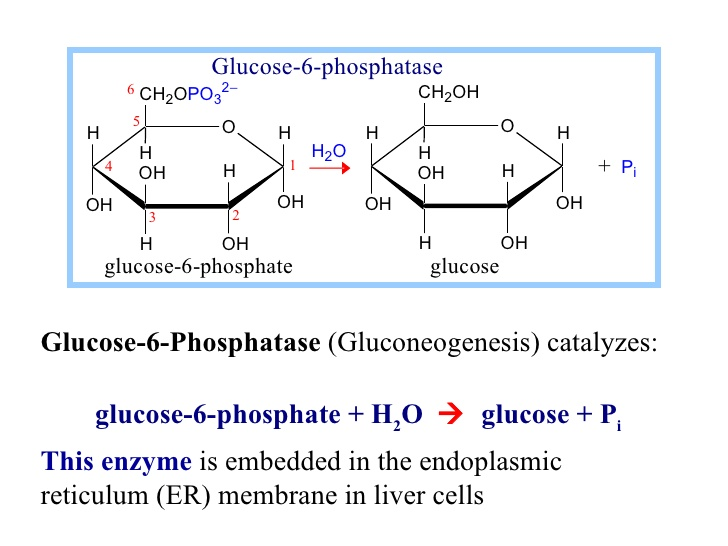 Glucose-6-phosphatase
6 CH2OPO3 2− CH2OH
5 O O
H H H2O H H
H H
4 OH H 1 OH H + Pi
OH OH OH OH
3 2
H OH H OH
glucose-6-phosphate glucose
Glucose-6-Phosphatase (Gluconeogenesis) catalyzes:
glucose-6-phosphate + H2O → glucose + Pi
This enzyme is embedded in the endoplasmic
reticulum (ER) membrane in liver cells